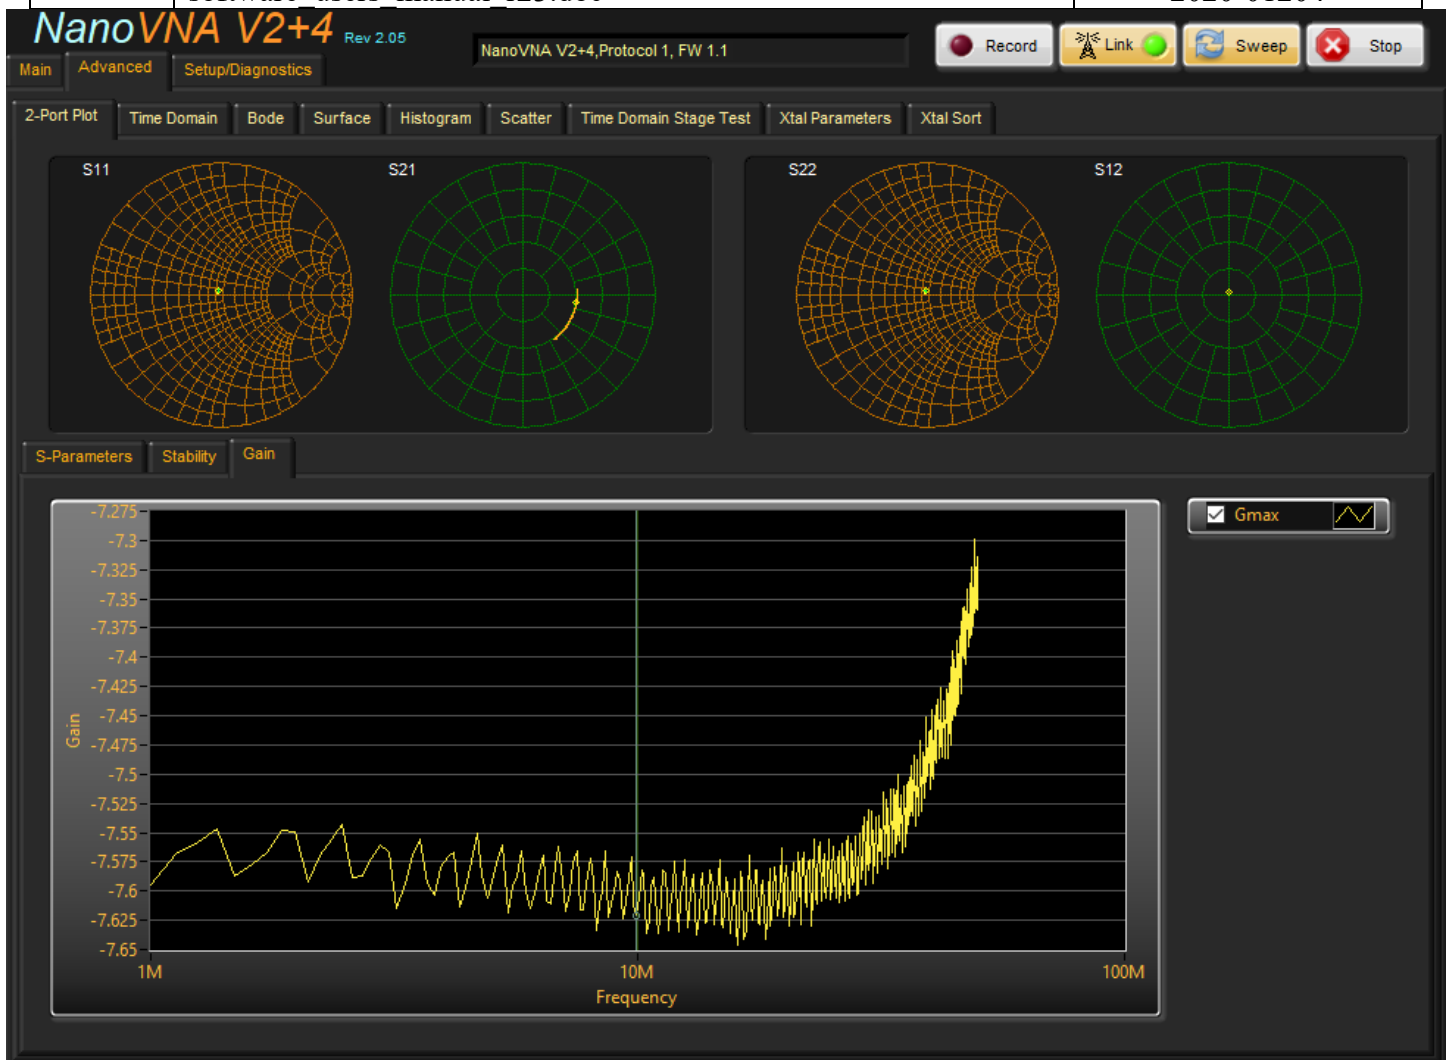 software_users_manual_123.doc 2020-01204
NanoVNA V2+4 Rev 2.05
NanoVNA V2+4,Protocol 1, FW 1.1
Record
Link
Sweep
Stop
Main
Advanced
Setup/Diagnostics
2-Port Plot
Time Domain
Bode
Surface
Histogram
Scatter
Time Domain Stage Test
Xtal Parameters
Xtal Sort
S11
S21
S22
S12
S-Parameters
Stability
Gain
-7.275
-7.3
-7.325
-7.35
-7.375
-7.4
-7.425
-7.45
-7.475
-7.5
-7.525
-7.55
-7.575
-7.6
-7.625
-7.65
Gain
1M
10M
100M
Frequency
Gmax